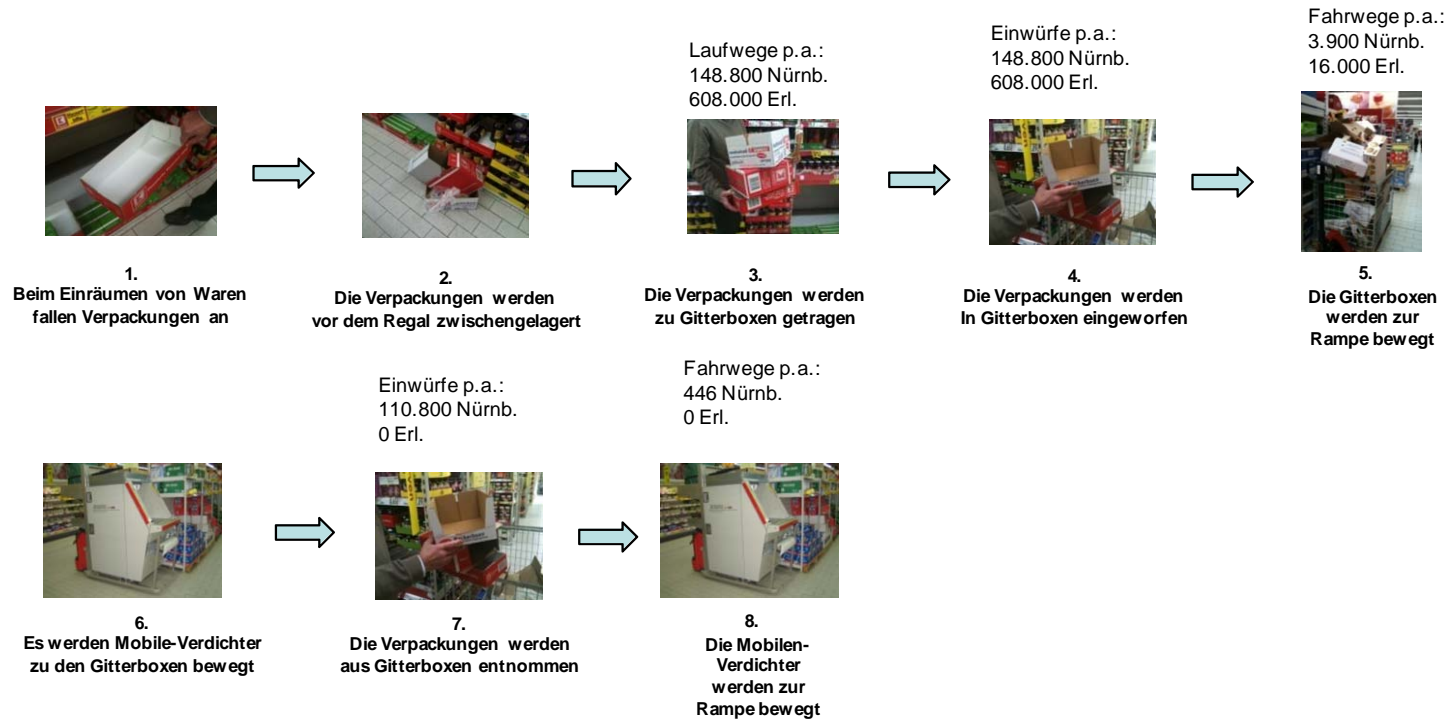 Laufwege p.a.:
148.800 Nürnb.
608.000 Erl.
Einwürfe p.a.:
148.800 Nürnb.
608.000 Erl.
Fahrwege p.a.:
3.900 Nürnb.
16.000 Erl.
1.
Beim Einräumen von Waren
fallen Verpackungen an
2.
Die Verpackungen werden
vor dem Regal zwischengelagert
3.
Die Verpackungen werden
zu Gitterboxen getragen
4.
Die Verpackungen werden
In Gitterboxen eingeworfen
5.
Die Gitterboxen
werden zur
Rampe bewegt
Einwürfe p.a.:
110.800 Nürnb.
0 Erl.
Fahrwege p.a.:
446 Nürnb.
0 Erl.
6.
Es werden Mobile-Verdichter
zu den Gitterboxen bewegt
7.
Die Verpackungen werden
aus Gitterboxen entnommen
8.
Die Mobilen-
Verdichter
werden zur
Rampe bewegt